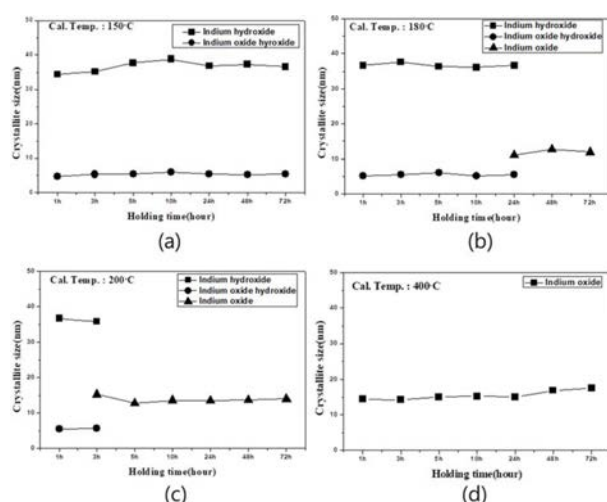 Cal. Temp. : 150°C
Indium hydroxide
Indium oxide hyroxide
Crystallite size(nm)
50
40
30
20
10
0
1h 3h 5h 10h 24h 48h 72h
Holding time(hour)
(a)
Cal. Temp. : 180°C
Indium hydroxide
Indium oxide hydroxide
Indium oxide
Crystallite size(nm)
50
40
30
20
10
0
1h 3h 5h 10h 24h 48h 72h
Holding time(hour)
(b)
Cal. Temp. : 200°C
Indium hydroxide
Indium oxide hydroxide
Indium oxide
Crystallite size(nm)
50
40
30
20
10
0
1h 3h 5h 10h 24h 48h 72h
Holding time(hour)
(c)
Cal. Temp. : 400°C
Indium oxide
Crystallite size(nm)
50
40
30
20
10
0
1h 3h 5h 10h 24h 48h 72h
Holding time(hour)
(d)